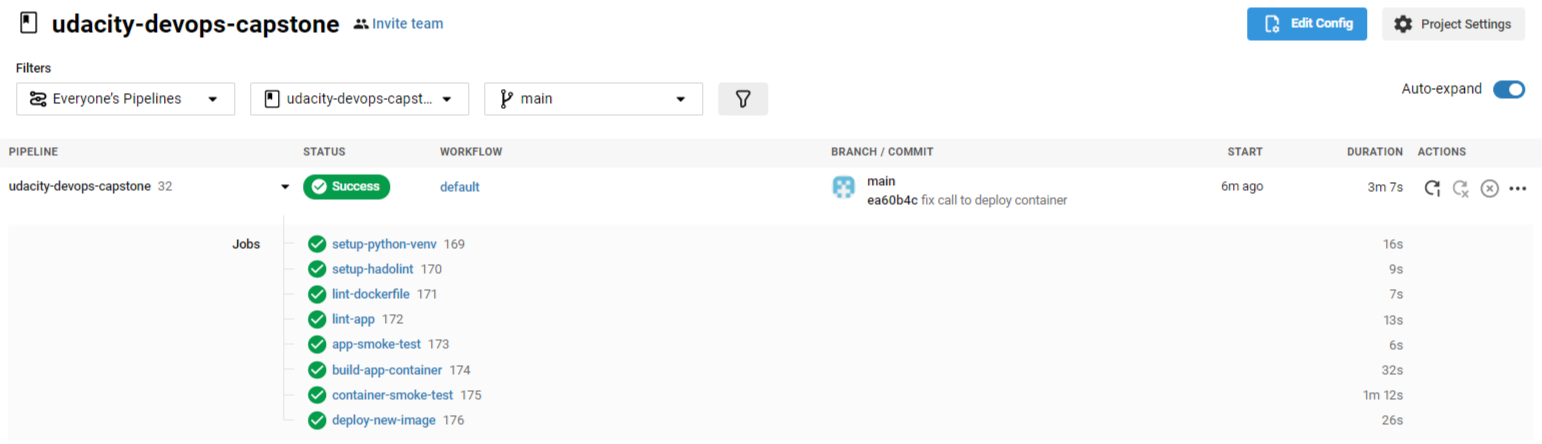 udacity-devops-capstone Invite team Edit Config Project Settings
Filters
Everyone's Pipelines udacity-devops-capst... main Auto-expand
PIPELINE STATUS WORKFLOW BRANCH / COMMIT START DURATION ACTIONS
udacity-devops-capstone 32 Success default main 6m ago 3m 7s
ea60b4c fix call to deploy container
Jobs setup-python-venv 169 16s
setup-hadolint 170 9s
lint-dockerfile 171 7s
lint-app 172 13s
app-smoke-test 173 6s
build-app-container 174 32s
container-smoke-test 175 1m 12s
deploy-new-image 176 26s